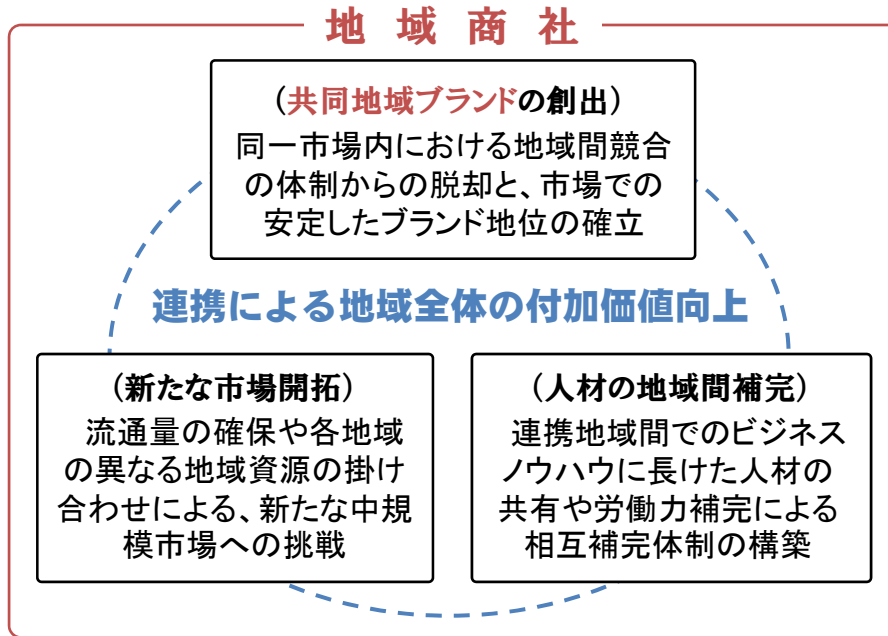 地域商社
（共同地域ブランドの創出）
同一市場内における地域間競合
の体制からの脱却と、市場での
安定したブランド地位の確立
連携による地域全体の付加価値向上
（新たな市場開拓）
流通量の確保や各地域
の異なる地域資源の掛け
合わせによる、新たな中規
模市場への挑戦
（人材の地域間補完）
連携地域間でのビジネス
ノウハウに長けた人材の
共有や労働力補完による
相互補完体制の構築